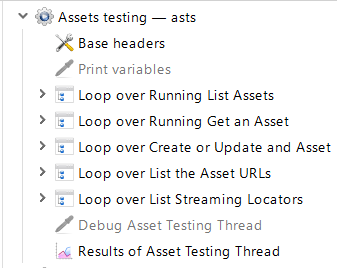 Assets testing — asts
Base headers
Print variables
Loop over Running List Assets
Loop over Running Get an Asset
Loop over Create or Update and Asset
Loop over List the Asset URLs
Loop over List Streaming Locators
Debug Asset Testing Thread
Results of Asset Testing Thread